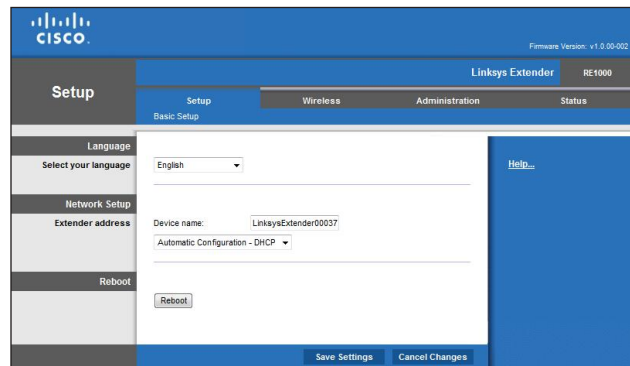 CISCO.
Firmware Version: v1.0.00-002
Linksys Extender RE1000
Setup
Setup Wireless Administration Status
Basic Setup
Language
Select your language English
Help...
Network Setup
Extender address Device name: LinksysExtender00037
Automatic Configuration - DHCP
Reboot
Reboot
Save Settings Cancel Changes